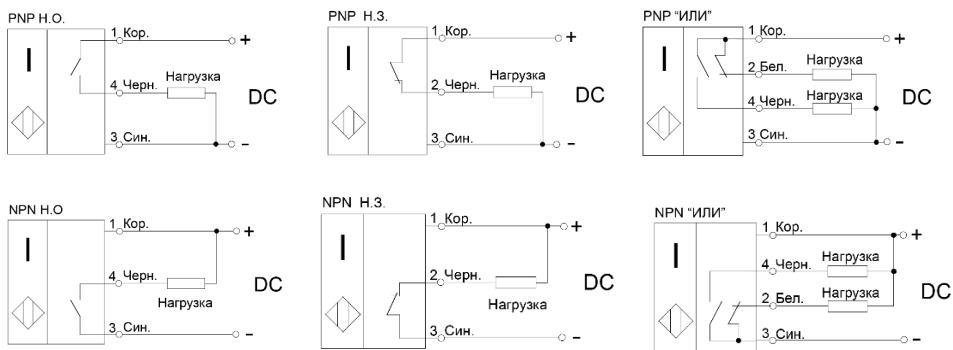 PNP Н.О.
1 Кор.
+
4 Черн.
Нагрузка
DC
3 Син.
-
PNP Н.З.
1 Кор.
+
2 Черн.
Нагрузка
DC
3 Син.
-
PNP “ИЛИ”
1 Кор.
+
2 Бел.
Нагрузка
4 Черн.
Нагрузка
DC
3 Син.
-
NPN Н.О
1 Кор.
+
4 Черн.
Нагрузка
DC
3 Син.
-
NPN Н.З.
1 Кор.
+
2 Черн.
Нагрузка
DC
3 Син.
-
NPN “ИЛИ”
1 Кор.
+
4 Черн.
Нагрузка
2 Бел.
Нагрузка
DC
3 Син.
-